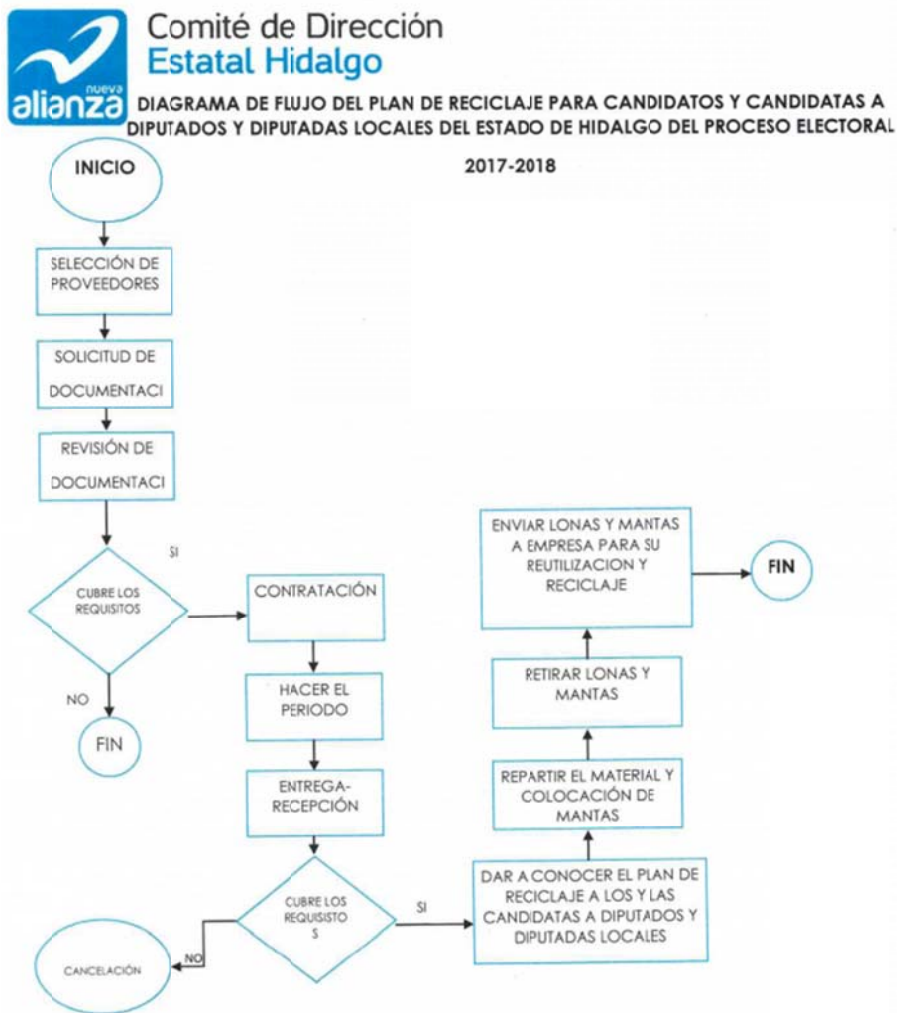 nueva
alianza
Comité de Dirección
Estatal Hidalgo
DIAGRAMA DE FLUJO DEL PLAN DE RECICLAJE PARA CANDIDATOS Y CANDIDATAS A
DIPUTADOS Y DIPUTADAS LOCALES DEL ESTADO DE HIDALGO DEL PROCESO ELECTORAL
2017-2018
INICIO
SELECCIÓN DE
PROVEEDORES
SOLICITUD DE
DOCUMENTACI
REVISIÓN DE
DOCUMENTACI
CUBRE LOS
REQUISITOS
SI
NO
FIN
CONTRATACIÓN
HACER EL
PERIODO
ENTREGA-
RECEPCIÓN
CUBRE LOS
REQUISISTO
S
NO
CANCELACIÓN
SI
DAR A CONOCER EL PLAN DE
RECICLAJE A LOS Y LAS
CANDIDATAS A DIPUTADOS Y
DIPUTADAS LOCALES
REPARTIR EL MATERIAL Y
COLOCACIÓN DE
MANTAS
RETIRAR LONAS Y
MANTAS
ENVIAR LONAS Y MANTAS
A EMPRESA PARA SU
REUTILIZACION Y
RECICLAJE
FIN